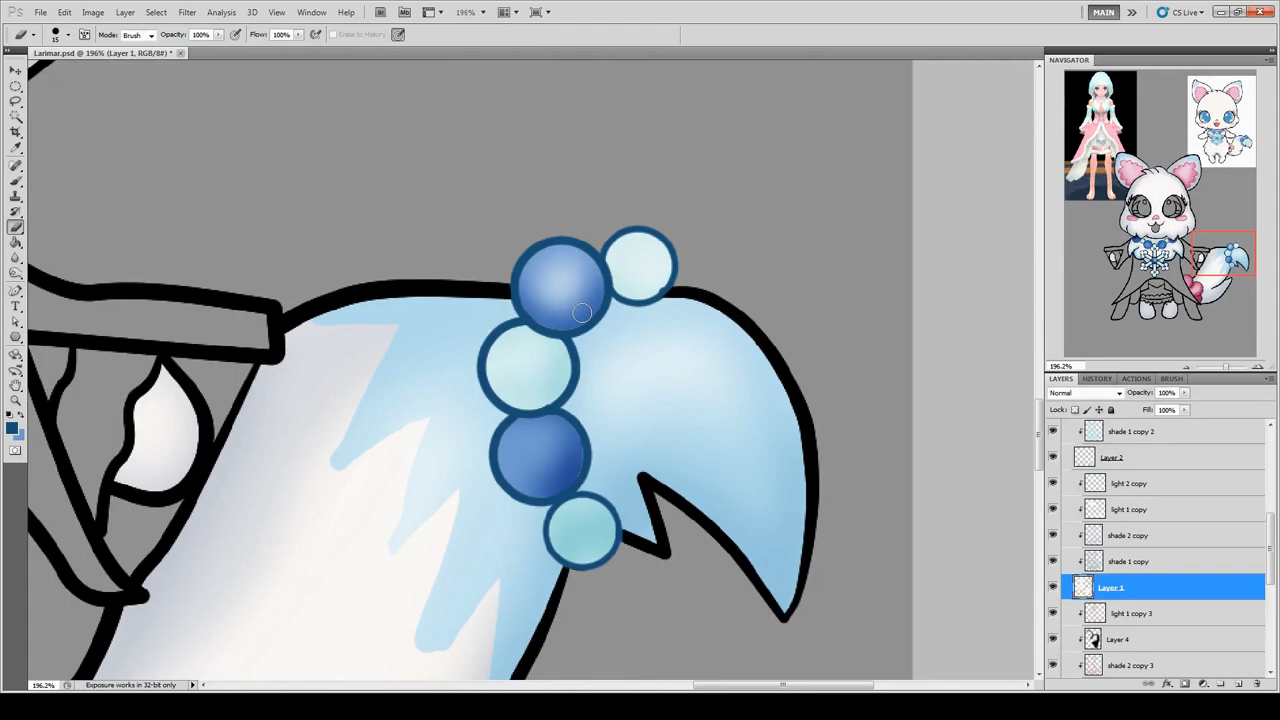 Ps File Edit Image Layer Select Filter Analysis 3D View Window Help 196% MAIN CS Live
15 Mode: Brush Opacity: 100% Flow: 100% Erase to History
Larimar.psd @ 196% (Layer 1, RGB/8#) *
NAVIGATOR
196.2%
LAYERS HISTORY ACTIONS BRUSH
Normal Opacity: 100%
Lock: Fill: 100%
shade 1 copy 2
Layer 2
light 2 copy
light 1 copy
shade 2 copy
shade 1 copy
Layer 1
light 1 copy 3
Layer 4
shade 2 copy 3
196.2% Exposure works in 32-bit only